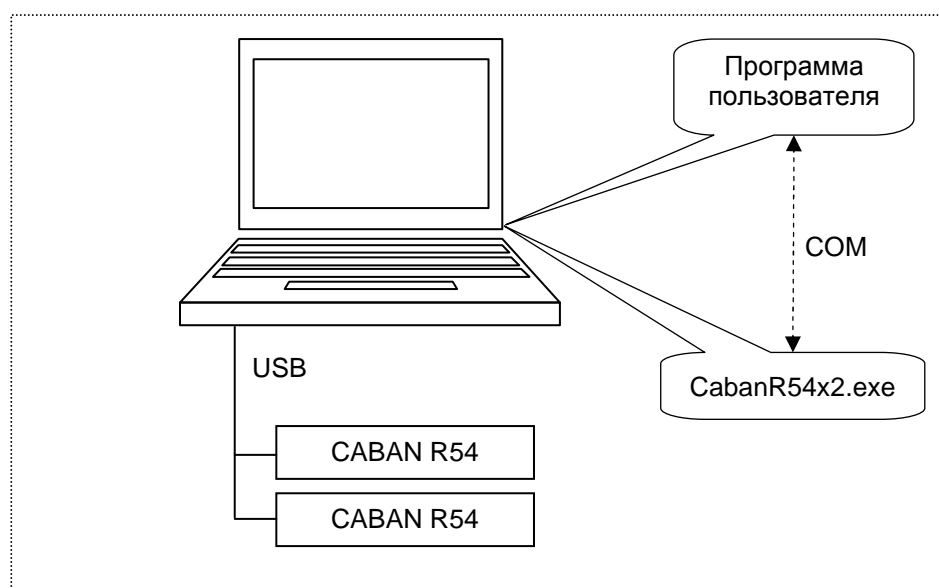 Программа
пользователя
COM
USB
CabanR54x2.exe
CABAN R54
CABAN R54